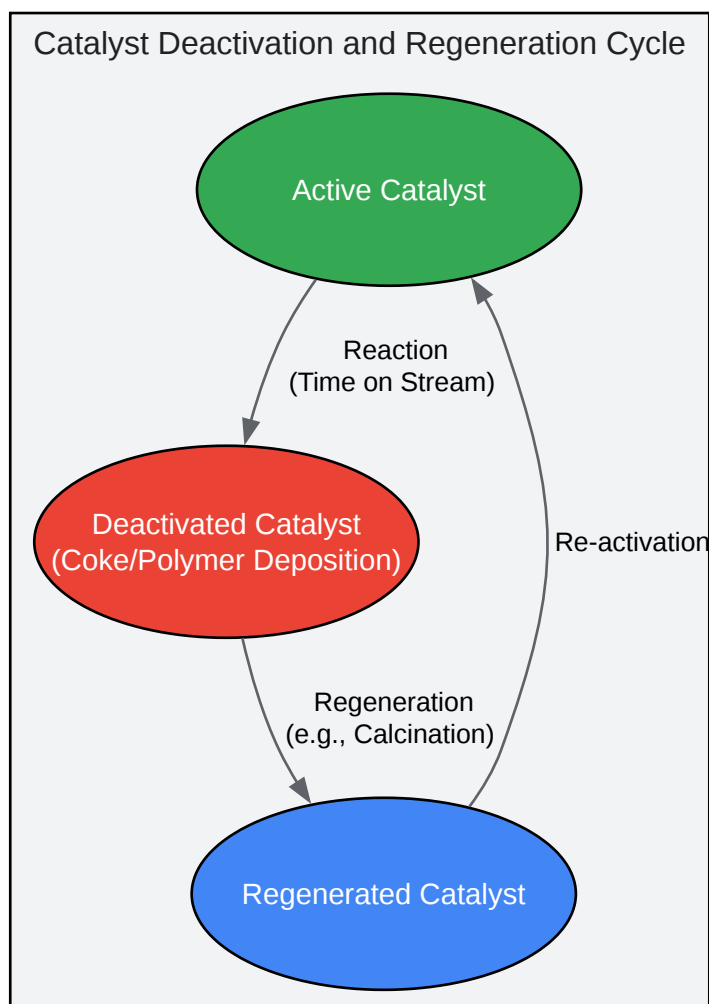 Catalyst Deactivation and Regeneration Cycle
Active Catalyst
Reaction
(Time on Stream)
Deactivated Catalyst
(Coke/Polymer Deposition)
Re-activation
Regeneration
(e.g., Calcination)
Regenerated Catalyst